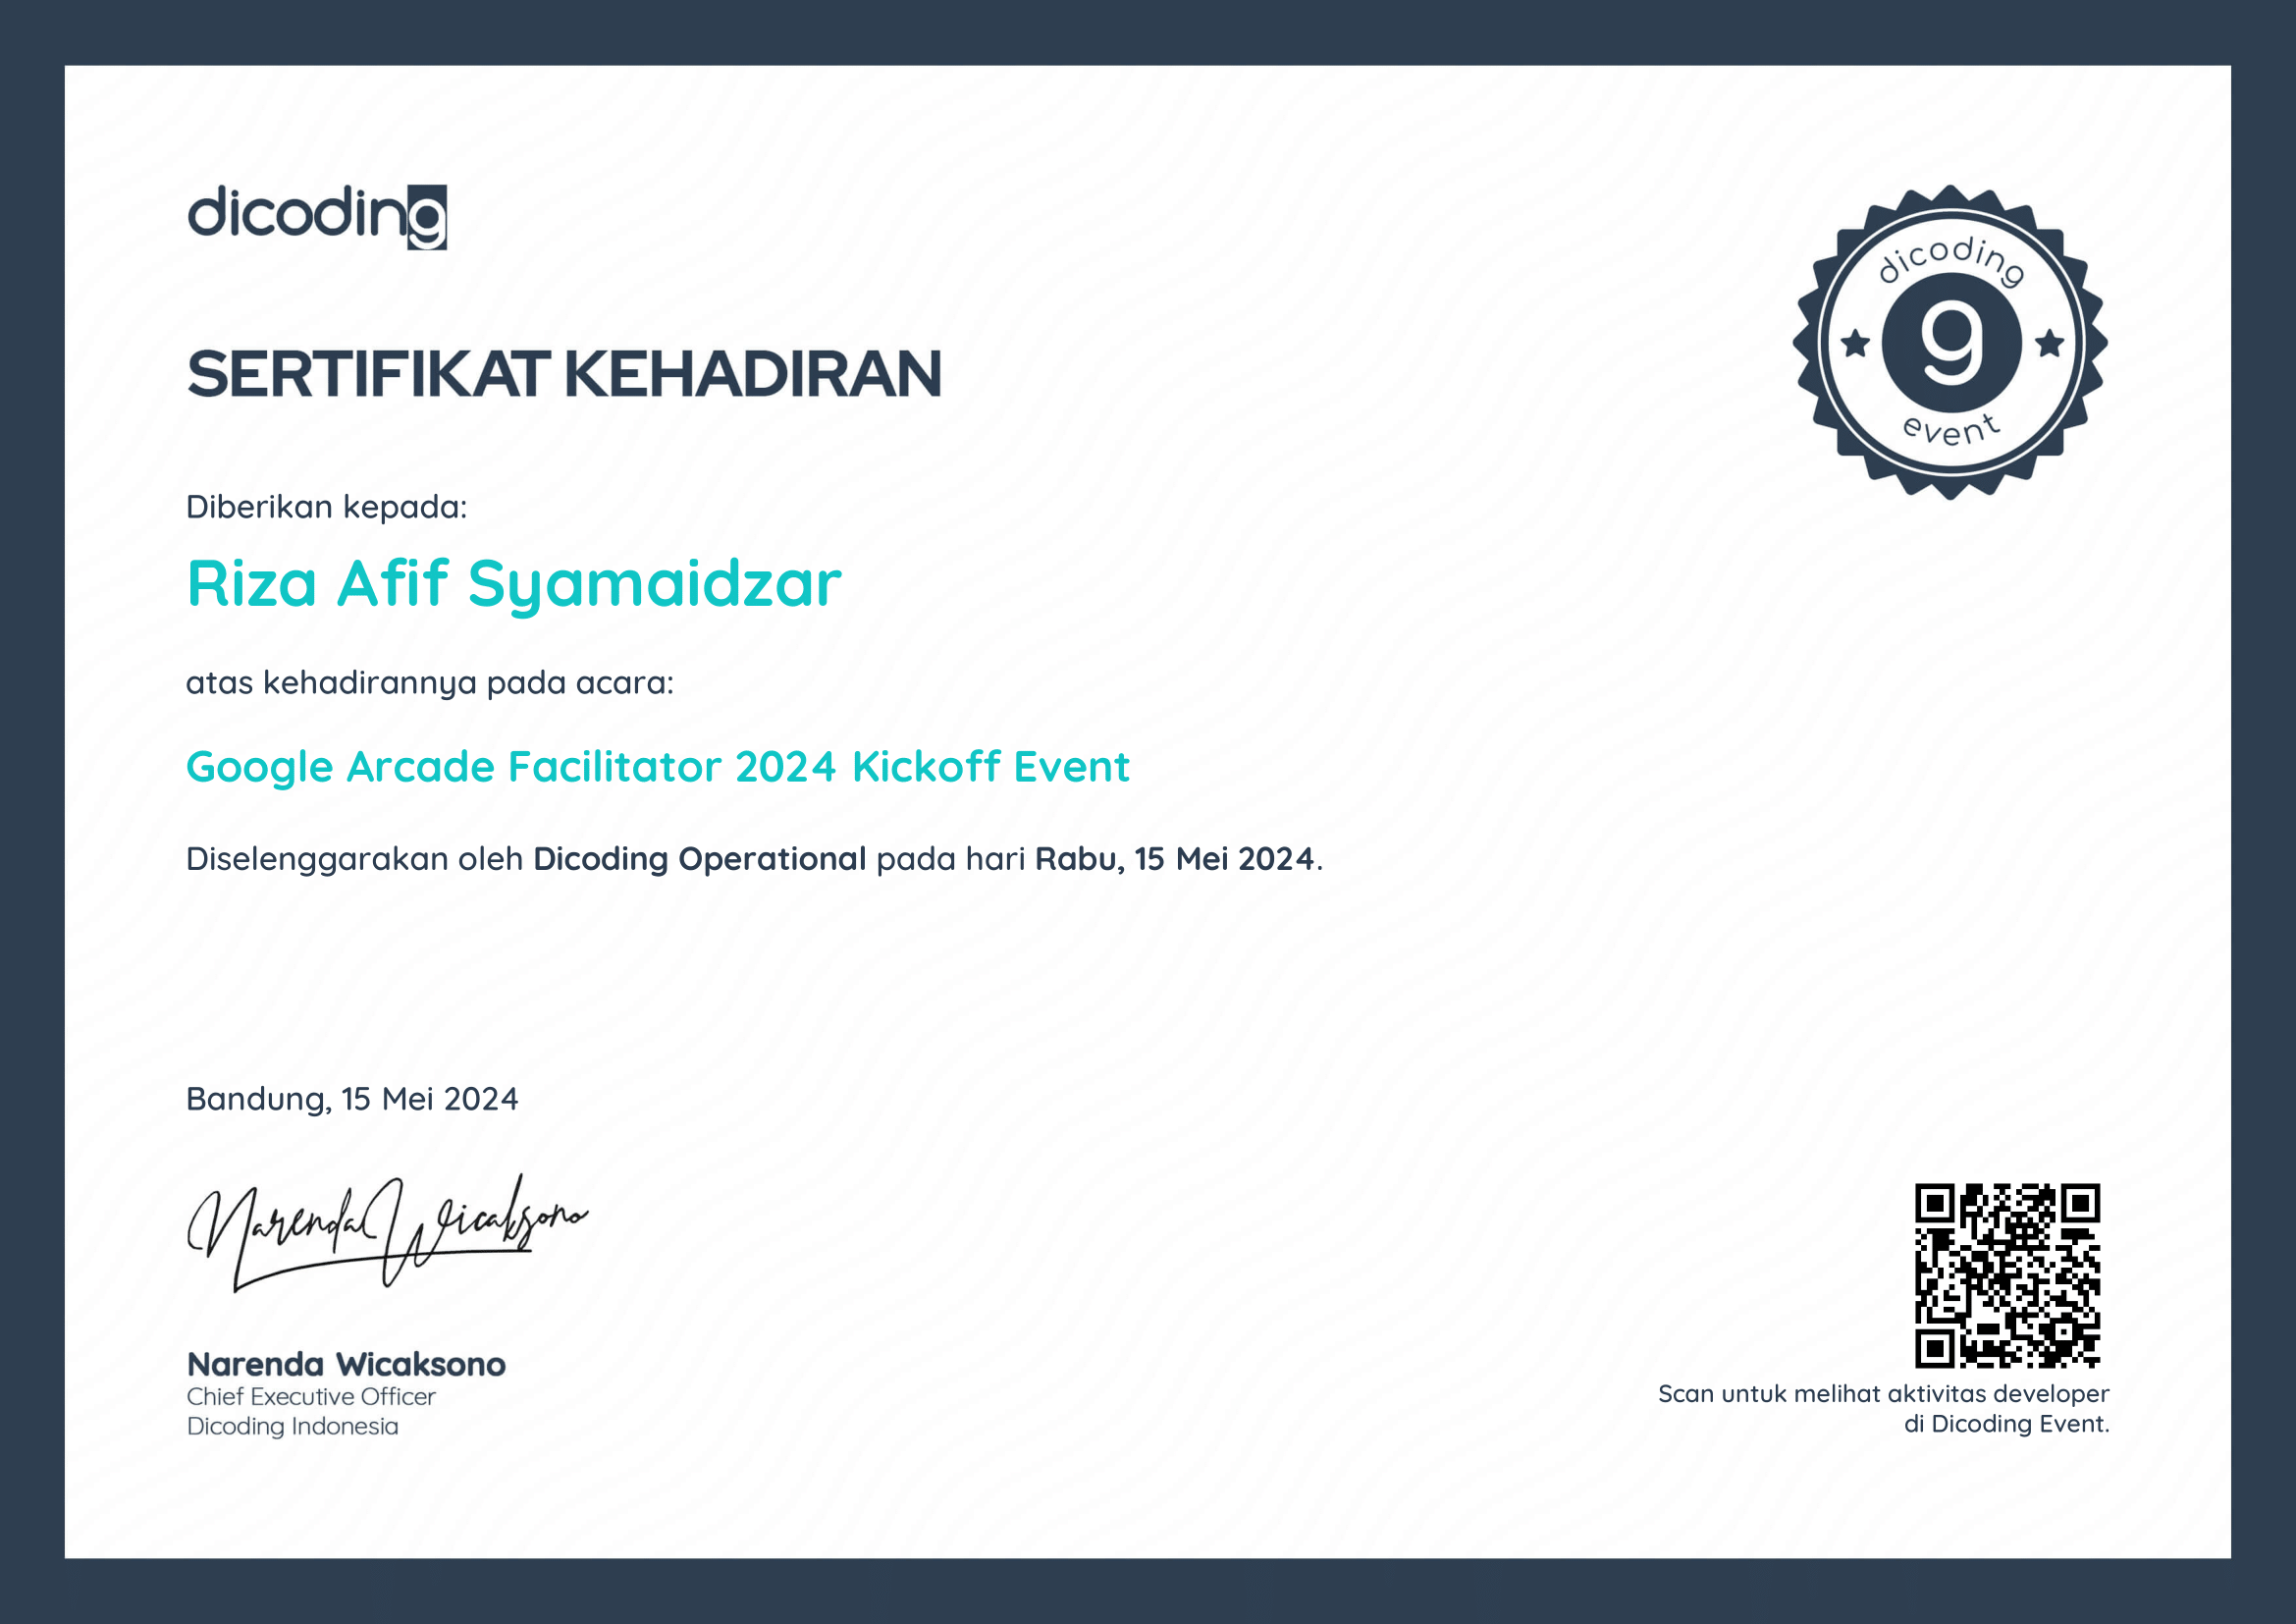 dicoding
dicoding
g
event
SERTIFIKAT KEHADIRAN
Diberikan kepada:
Riza Afif Syamaidzar
atas kehadirannya pada acara:
Google Arcade Facilitator 2024 Kickoff Event
Diselenggarakan oleh Dicoding Operational pada hari Rabu, 15 Mei 2024.
Bandung, 15 Mei 2024
Narenda Wicaksono
Narenda Wicaksono
Chief Executive Officer
Dicoding Indonesia
Scan untuk melihat aktivitas developer
di Dicoding Event.